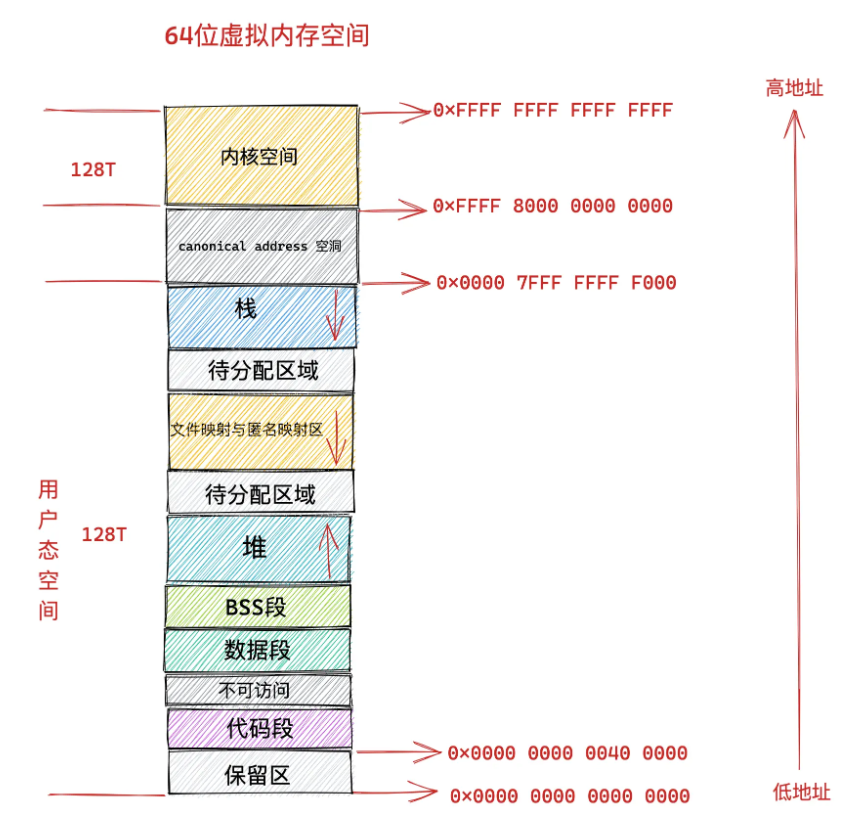 64位虚拟内存空间
高地址
0×FFFF FFFF FFFF FFFF
内核空间
128T
0×FFFF 8000 0000 0000
canonical address 空洞
0×0000 7FFF FFFF F000
栈
待分配区域
文件映射与匿名映射区
待分配区域
用户态空间
128T
堆
BSS段
数据段
不可访问
代码段
0×0000 0000 0040 0000
保留区
0×0000 0000 0000 0000
低地址